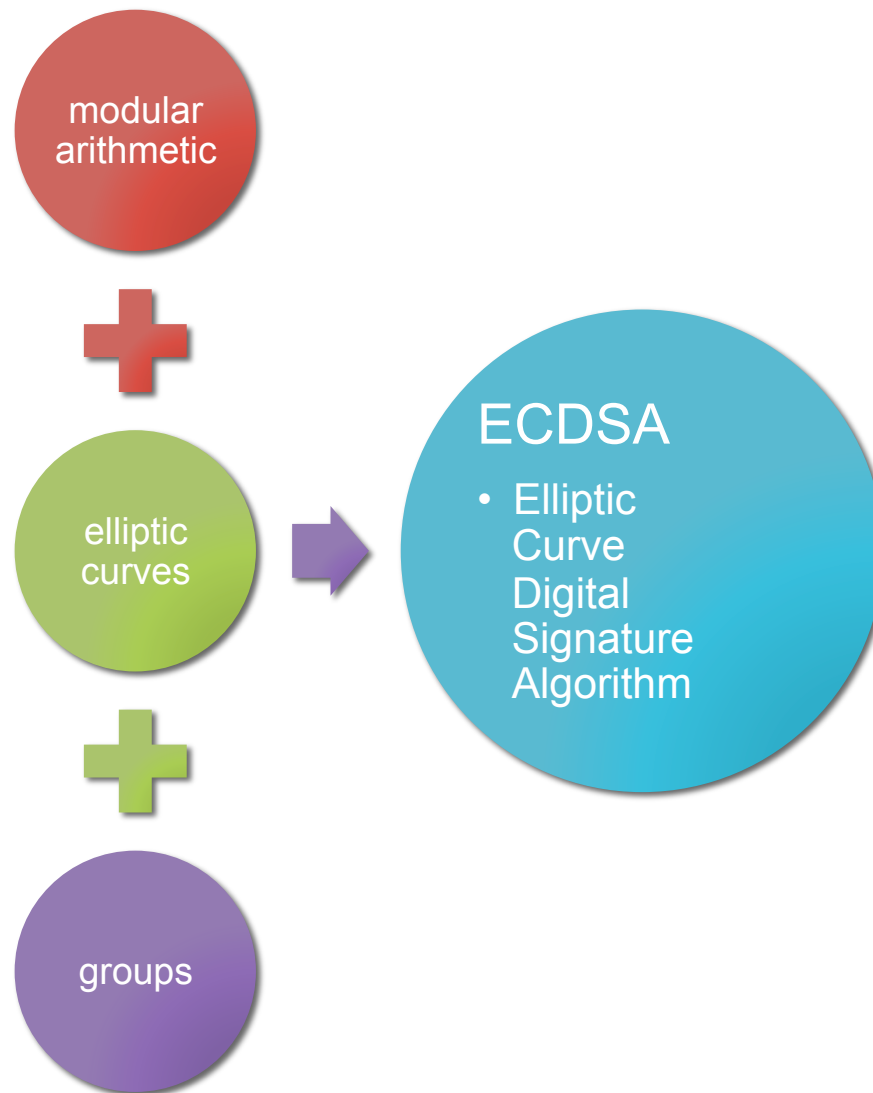 modular
arithmetic
elliptic
curves
groups
ECDSA
• Elliptic
Curve
Digital
Signature
Algorithm